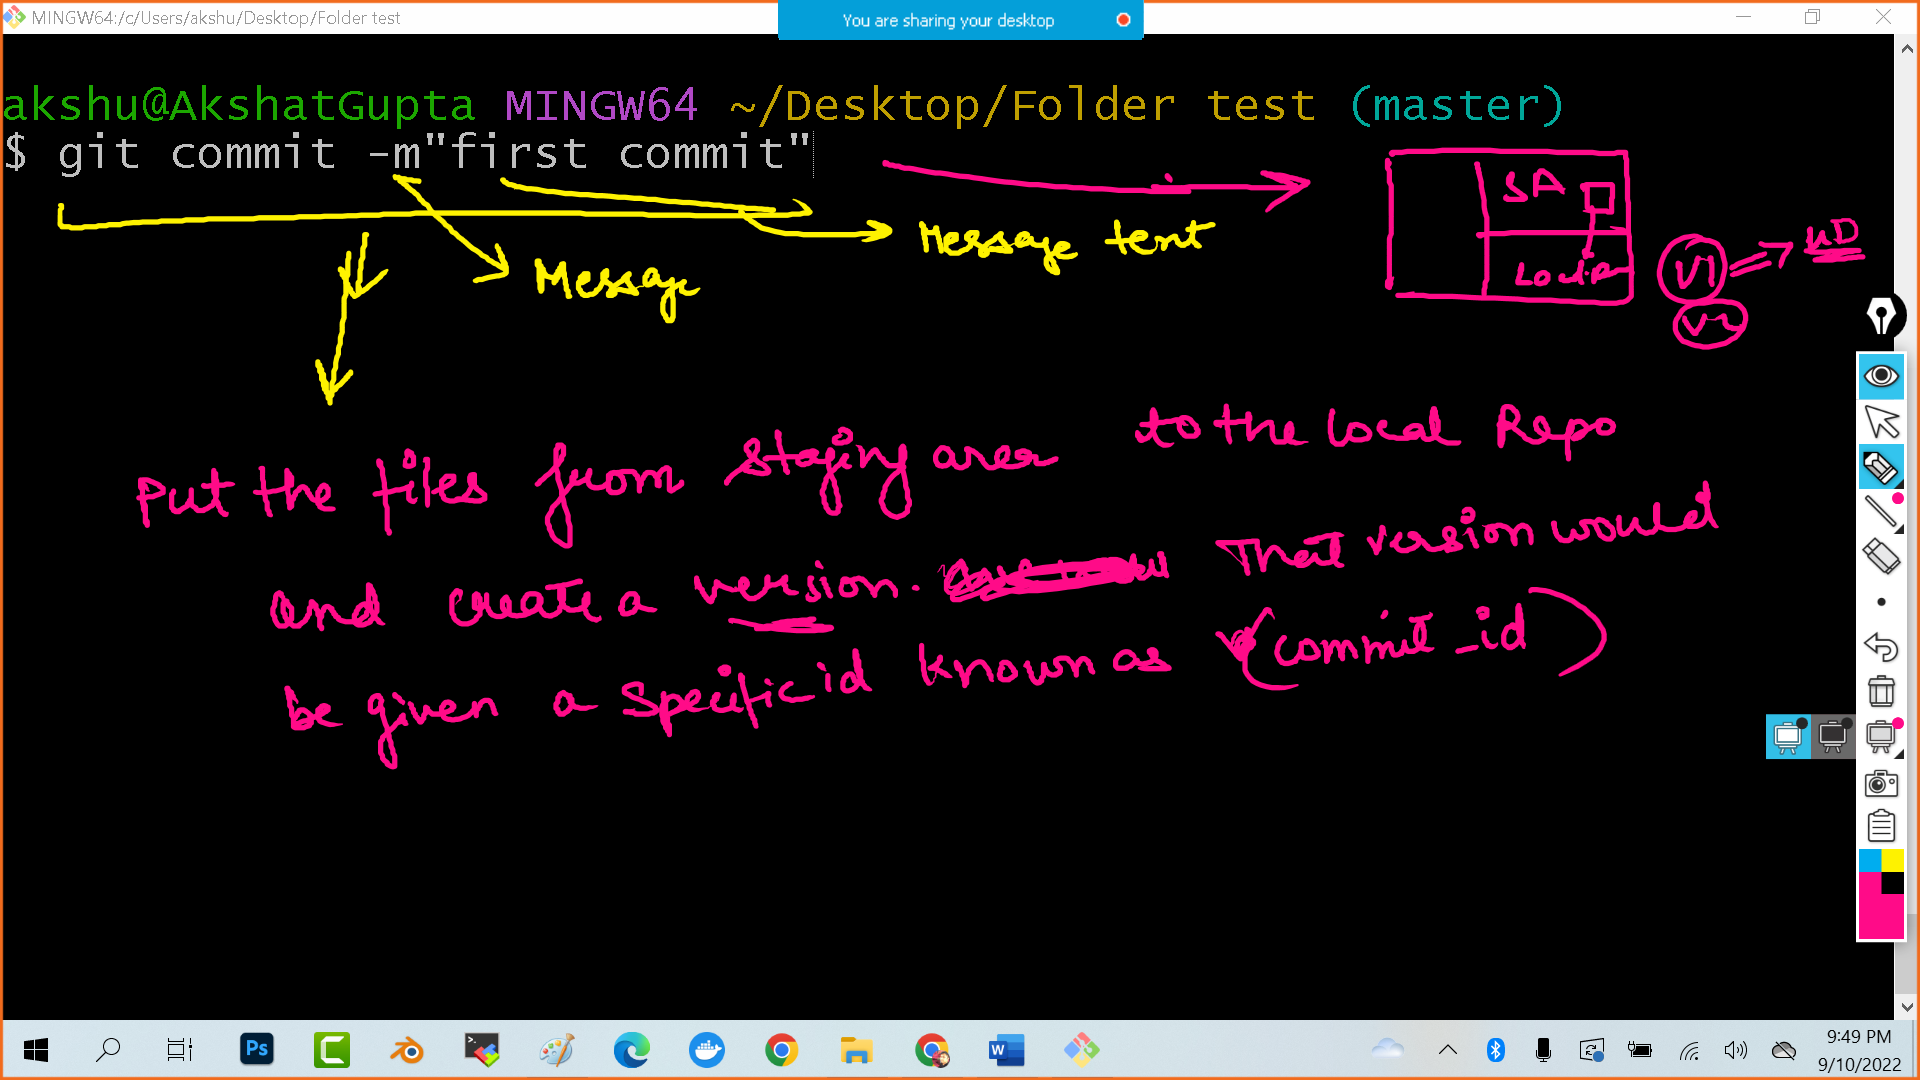 MINGW64:/c/Users/akshu/Desktop/Folder test
You are sharing your desktop
akshu@AkshatGupta MINGW64 ~/Desktop/Folder test (master)
$ git commit -m"first commit"
SA
Message text
Message
V1
V2
Put the files from staging area to the local Repo
and create a version. That version would
be given a specific id known as (commit_id)
Ps
C
W
9:49 PM
9/10/2022